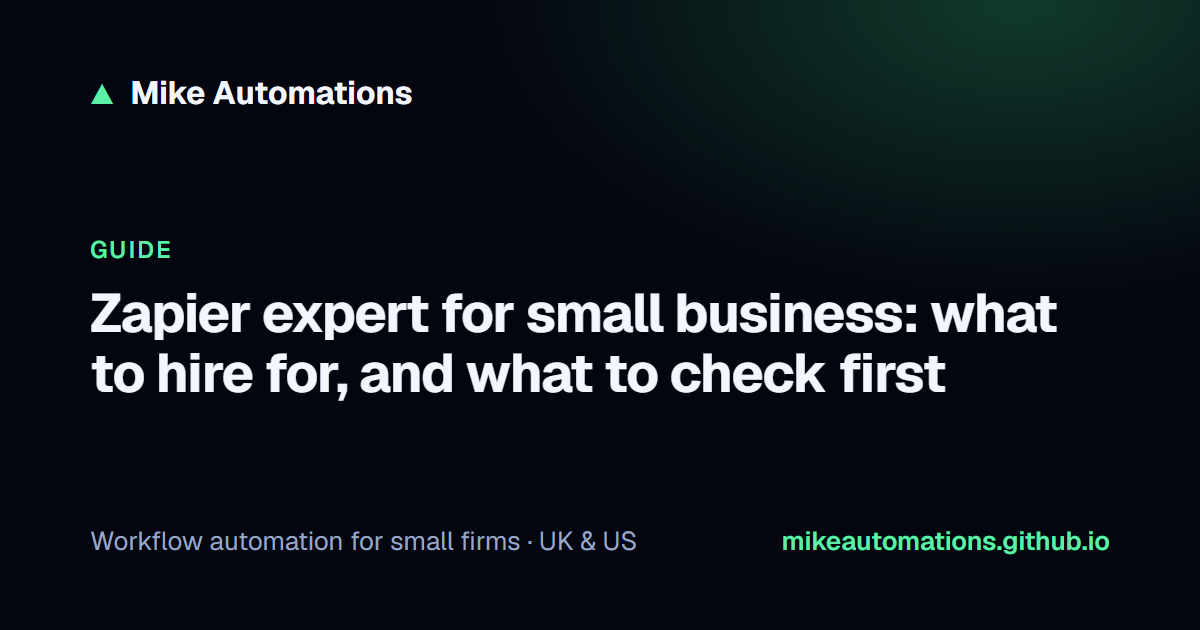 Mike Automations
GUIDE
Zapier expert for small business: what
to hire for, and what to check first
Workflow automation for small firms · UK & US
mikeautomations.github.io